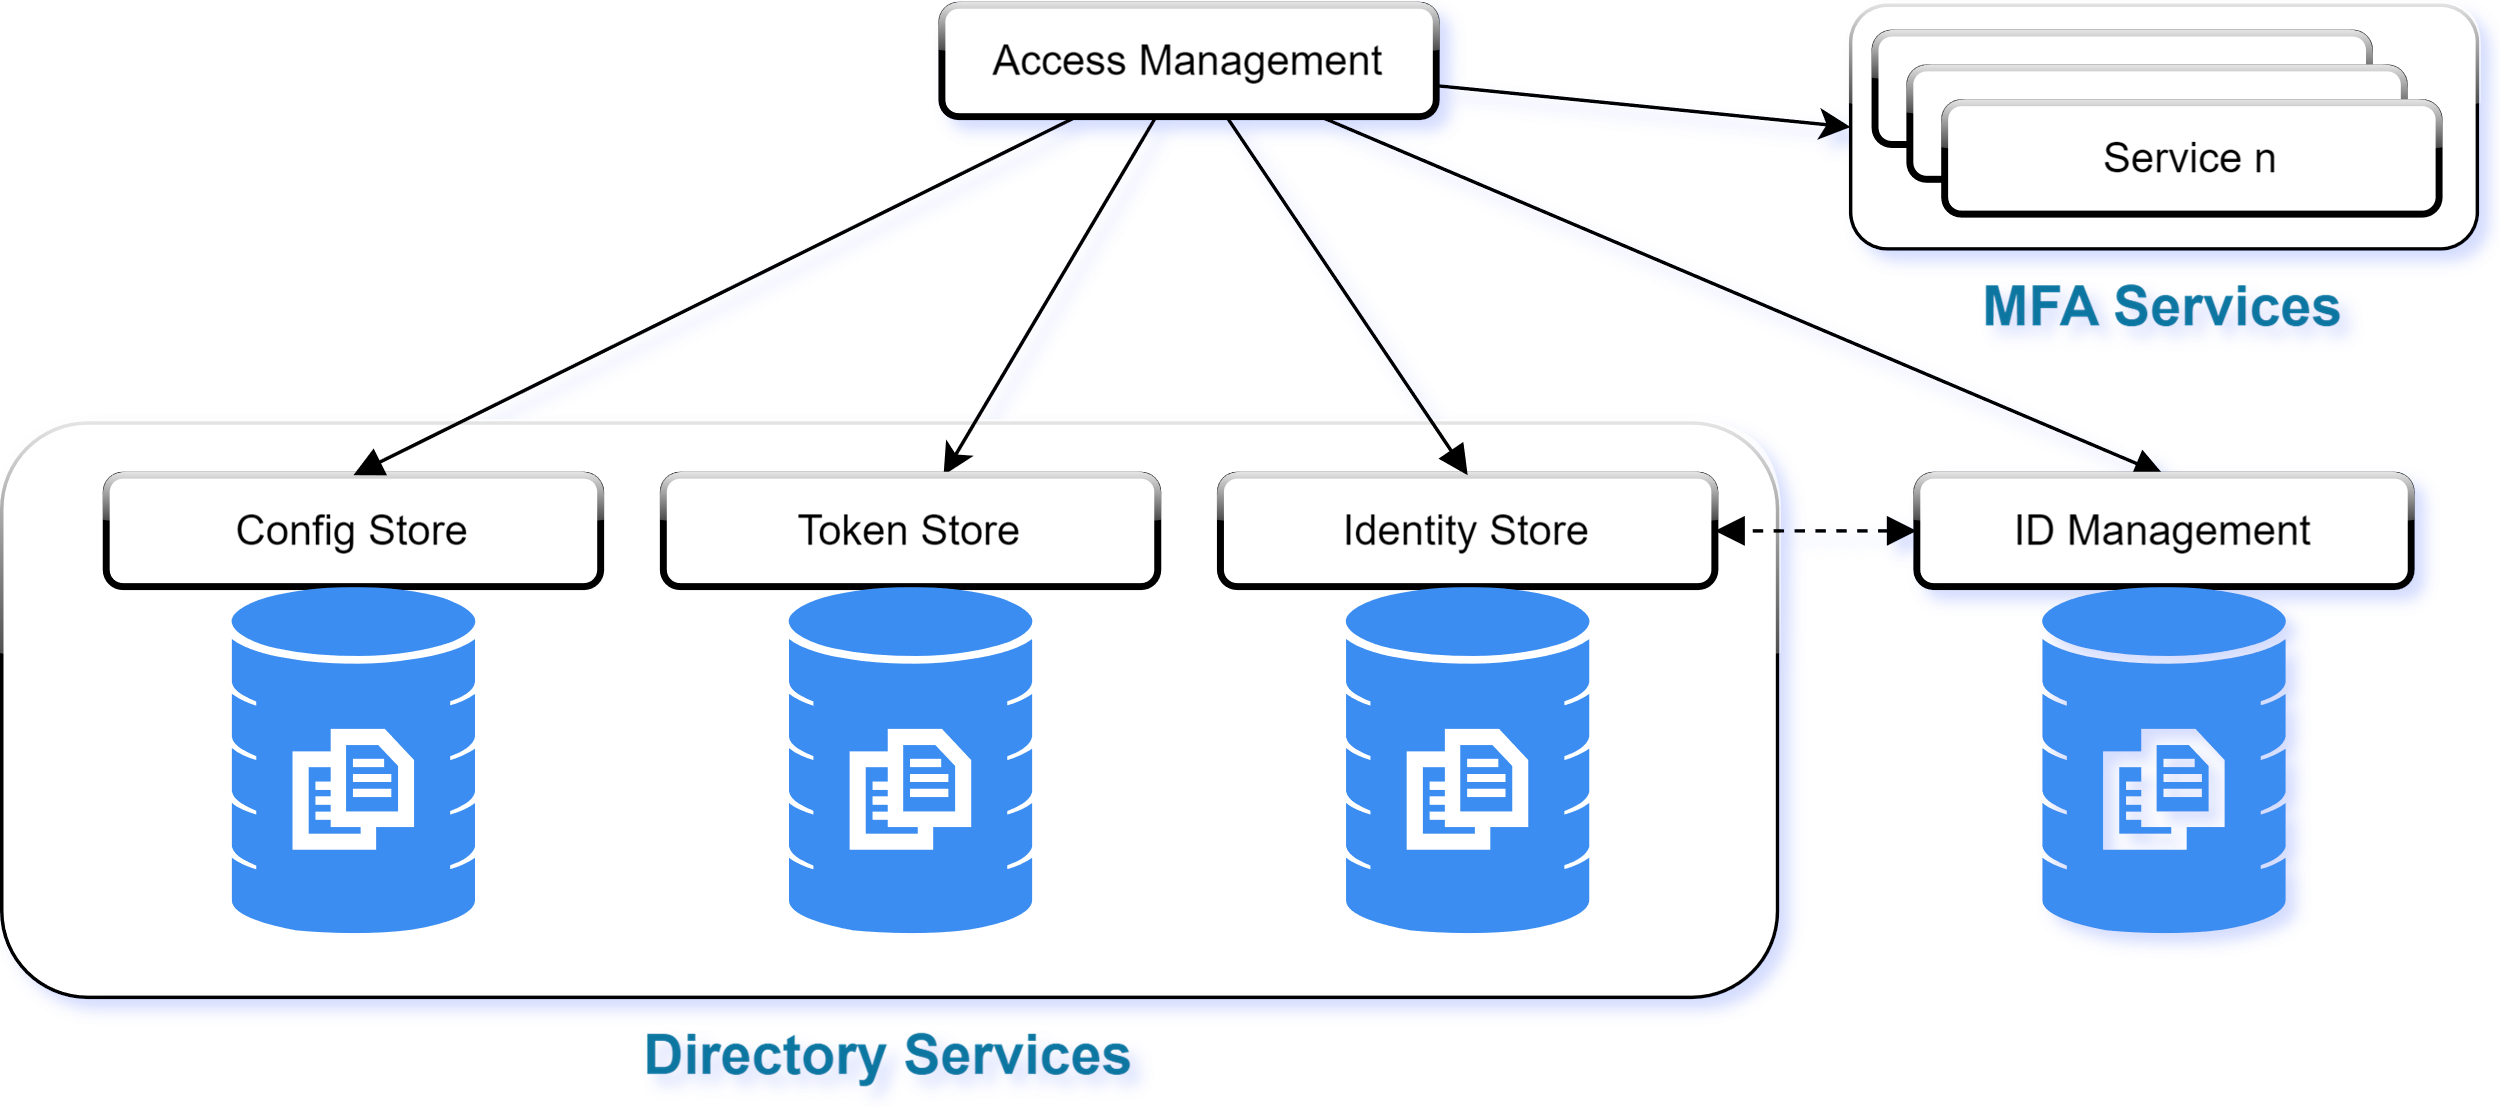 Access Management
Service n
MFA Services
Config Store
Token Store
Identity Store
ID Management
Directory Services